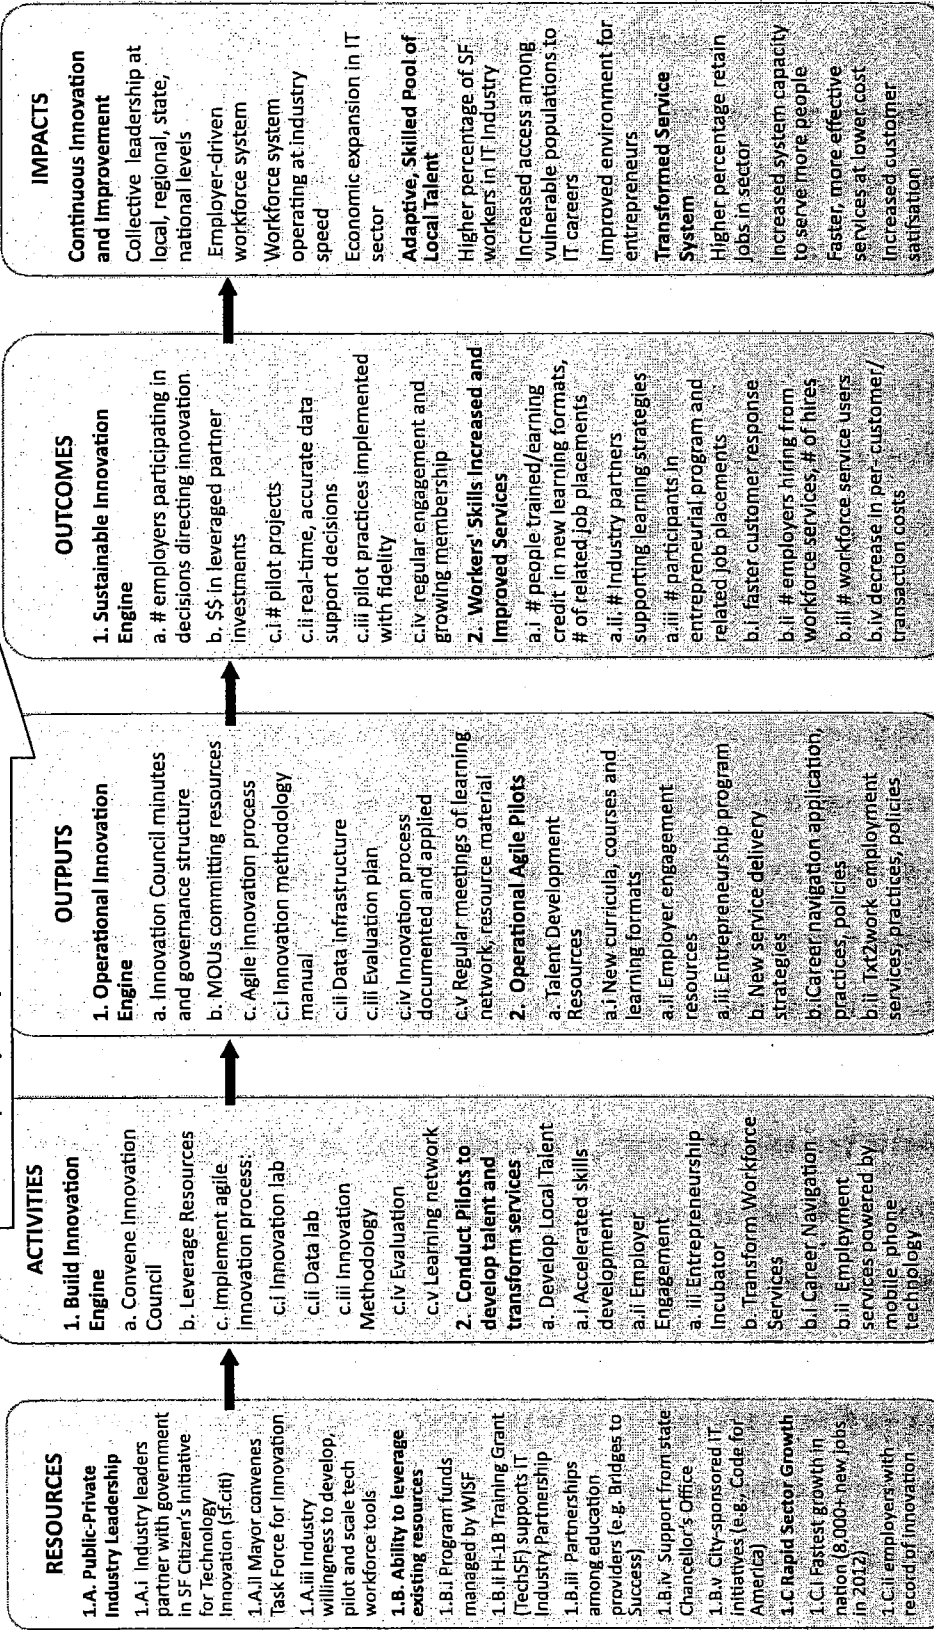 RESOURCES
1.A. Public-Private
Industry Leadership
1.A.i Industry leaders
partner with government
in SF Citizen's Initiative
for Technology
Innovation (sf.citi)
1.A.ii Mayor convenes
Task Force for Innovation
1.A.iii Industry
willingness to develop,
pilot and scale tech
workforce tools
1.B. Ability to leverage
existing resources
1.B.i Program funds
managed by WISF
1.B.ii H-1B Training Grant
(TechSF) supports IT
Industry Partnership
1.B.iii Partnerships
among education
providers (e.g. Bridges to
Success)
1.B.iv Support from state
Chancellor's Office
1.B.v City-sponsored IT
initiatives (e.g., Code for
America)
1.C Rapid Sector Growth
1.C.i Fastest growth in
nation (8,000+ new jobs
in 2012)
1.C.ii employers with
record of innovation
ACTIVITIES
1. Build Innovation
Engine
a. Convene Innovation
Council
b. Leverage Resources
c. Implement agile
innovation process:
c.i Innovation lab
c.ii Data lab
c.iii Innovation
Methodology
c.iv Evaluation
c.v Learning network
2. Conduct Pilots to
develop talent and
transform services
a. Develop Local Talent
a.i Accelerated skills
development
a.ii Employer
Engagement
a. iii Entrepreneurship
Incubator
b. Transform Workforce
Services
b.i Career Navigation
b.ii Employment
services powered by
mobile phone
technology
OUTPUTS
1. Operational Innovation
Engine
a. Innovation Council minutes
and governance structure
b. MOUs committing resources
c. Agile innovation process
c.i Innovation methodology
manual
c.ii Data infrastructure
c.iii Evaluation plan
c.iv Innovation process
documented and applied
c.v Regular meetings of learning
network, resource material
2. Operational Agile Pilots
a. Talent Development
Resources
a.i New curricula, courses and
learning formats
a.ii Employer engagement
resources
a.iii Entrepreneurship program
b. New service delivery
strategies
b.i Career navigation application,
practices, policies
b.ii Txt2work employment
services, practices, policies
OUTCOMES
1. Sustainable Innovation
Engine
a. # employers participating in
decisions directing innovation
b. $$ in leveraged partner
investments
c.i # pilot projects
c.ii real-time, accurate data
support decisions
c.iii pilot practices implemented
with fidelity
c.iv regular engagement and
growing membership
2. Workers' Skills Increased and
Improved Services
a.i # people trained/earning
credit in new learning formats,
# of related job placements
a.ii # Industry partners
supporting learning strategies
a.iii # participants in
entrepreneurial program and
related job placements
b.i faster customer response
b.ii # employers hiring from
workforce services, # of hires
b.iii # workforce service users
b.iv decrease in per-customer/
transaction costs
IMPACTS
Continuous Innovation
and Improvement
Collective leadership at
local, regional, state,
national levels
Employer-driven
workforce system
Workforce system
operating at industry
speed
Economic expansion in IT
sector
Adaptive, Skilled Pool of
Local Talent
Higher percentage of SF
workers in IT Industry
Increased access among
vulnerable populations to
IT careers
Improved environment for
entrepreneurs
Transformed Service
System
Higher percentage retain
jobs in sector
Increased system capacity
to serve more people
Faster, more effective
services at lower cost
Increased customer
satisfation